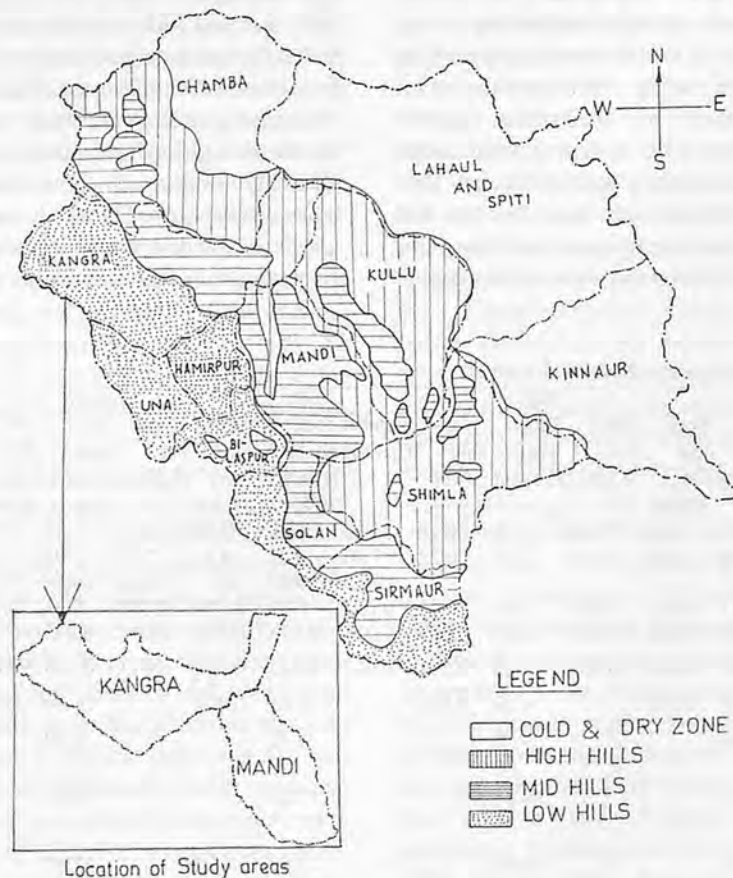 CHAMBA
N
W E
S
LAHAUL
AND
SPITI
KANGRA
KULLU
MANDI
HAMIRPUR
KINNAUR
UNA
BI-
LASPUR
SHIMLA
SOLAN
SIRMAUR
LEGEND
COLD & DRY ZONE
HIGH HILLS
MID HILLS
LOW HILLS
KANGRA
MANDI
Location of Study areas